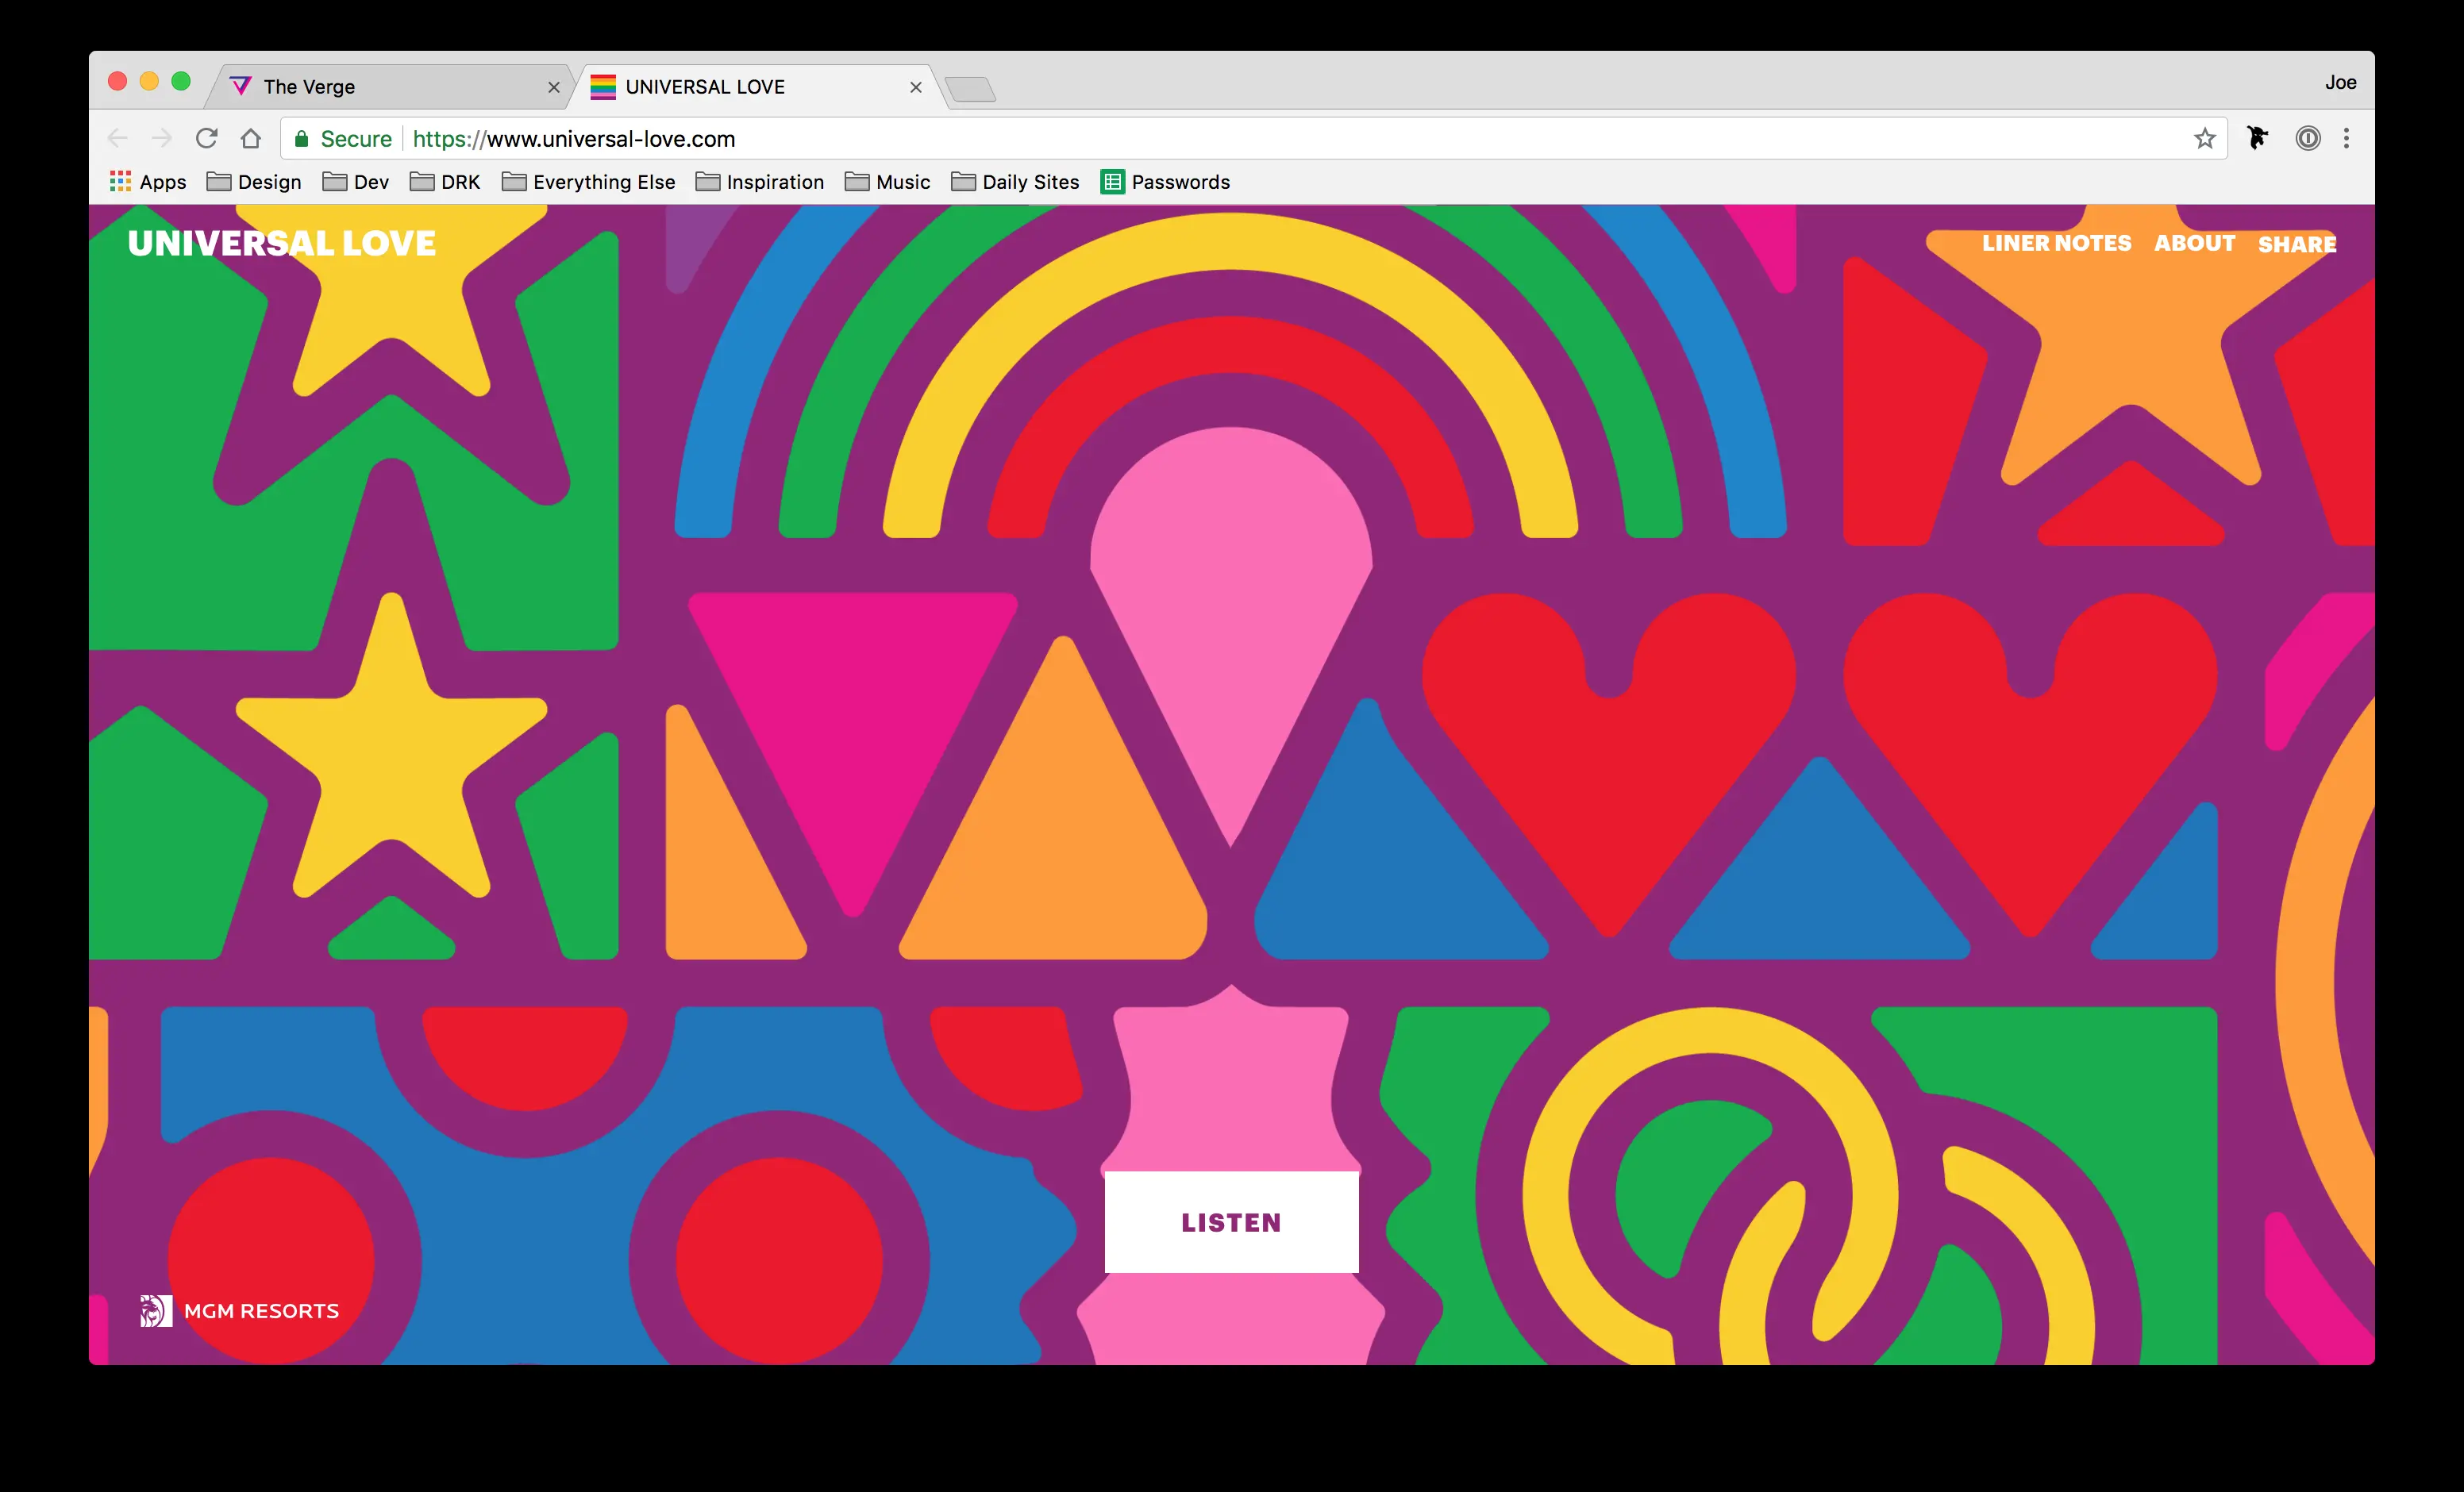 The Verge
UNIVERSAL LOVE
Joe
Secure https://www.universal-love.com
Apps Design Dev DRK Everything Else Inspiration Music Daily Sites Passwords
UNIVERSAL LOVE
LINER NOTES ABOUT SHARE
LISTEN
MGM RESORTS